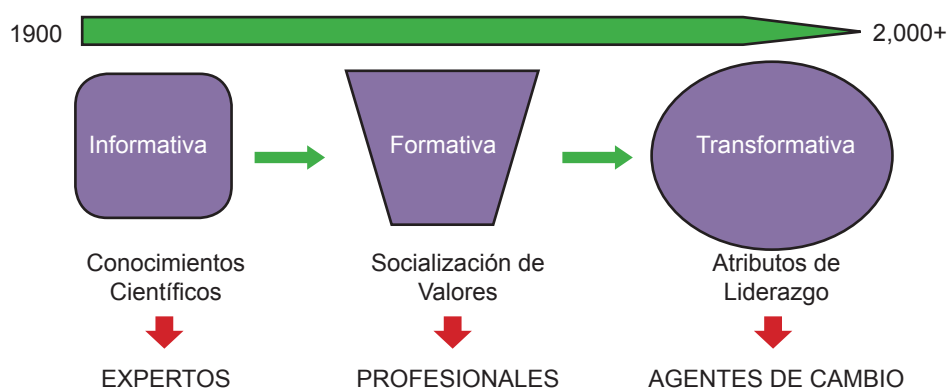 1900
2,000+
Informativa
Formativa
Transformativa
Conocimientos
Científicos
Socialización de
Valores
Atributos de
Liderazgo
EXPERTOS
PROFESIONALES
AGENTES DE CAMBIO